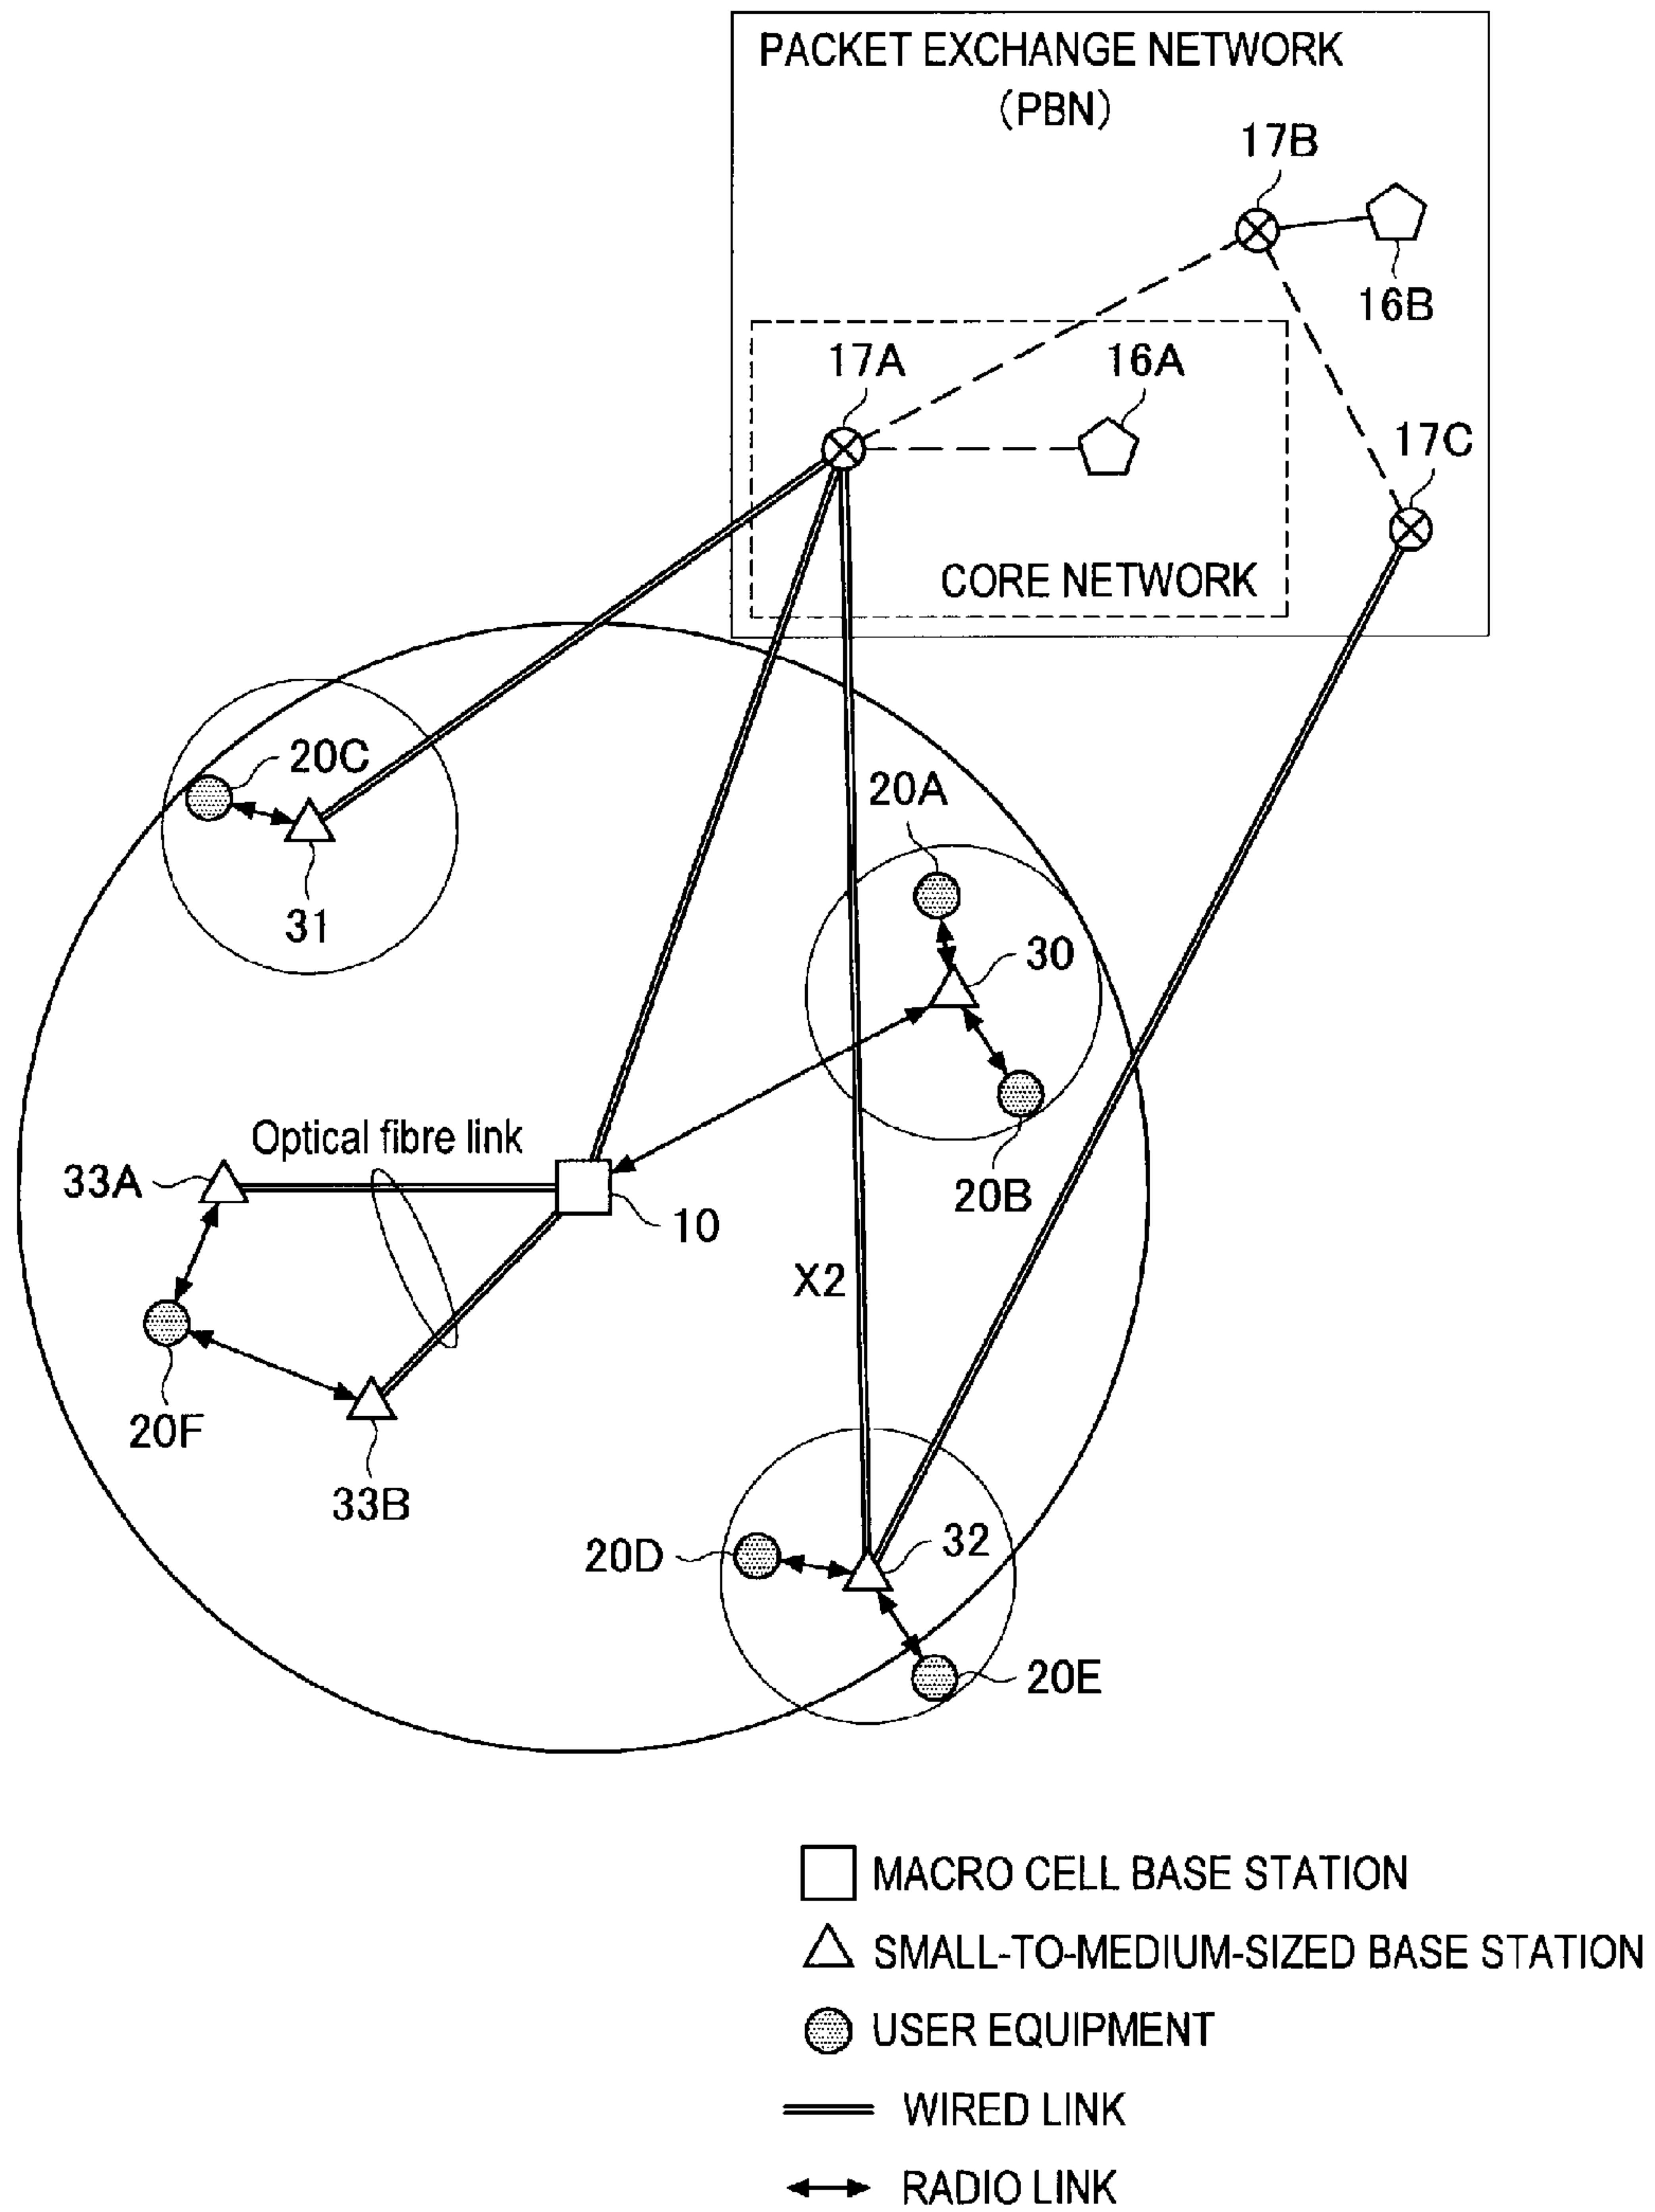 PACKET EXCHANGE NETWORK
(PBN)
17B
16B
17A
16A
17C
CORE NETWORK
20C
31
20A
30
20B
Optical fibre link
33A
10
X2
20F
33B
20D
32
20E
MACRO CELL BASE STATION
SMALL-TO-MEDIUM-SIZED BASE STATION
USER EQUIPMENT
WIRED LINK
RADIO LINK